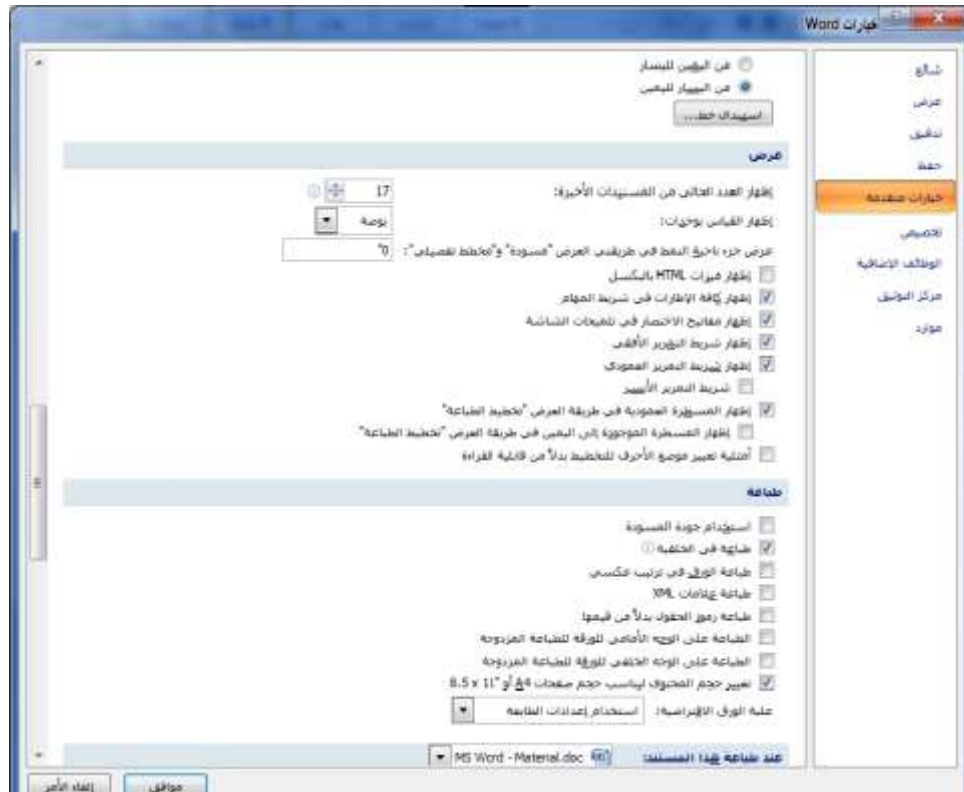 خيارات Word
شائع
عرض
تدقيق
حفظ
خيارات متقدمة
تخصيص
الوظائف الإضافية
مركز التوثيق
موارد
من اليمين لليسار
من اليسار لليمين
استبدال خط...
عرض
إظهار العدد الحالي من المستندات الأخيرة: 17
إظهار القياس بوحدات: بوصة
عرض جزء ناحية النمط في طريقتي العرض "مسودة" و"مخطط تفصيلي": 0"
إظهار ميزات HTML بالبكسل
إظهار كافة الإطارات في شريط المهام
إظهار مفاتيح الاختصار في تلميحات الشاشة
إظهار شريط التمرير الأفقي
إظهار شريط التمرير العمودي
شريط التمرير الأيسر
إظهار المسطرة العمودية في طريقة العرض "تخطيط الطباعة"
إظهار المسطرة الموجودة إلى اليمين في طريقة العرض "تخطيط الطباعة"
أمثلية تغيير موضع الأحرف للتخطيط بدلاً من قابلية القراءة
طباعة
استخدام جودة المسودة
طباعة في الخلفية
طباعة الورق في ترتيب عكسي
طباعة علامات XML
طباعة رموز الحقول بدلاً من قيمها
الطباعة على الوجه الأمامي للورقة للطباعة المزدوجة
الطباعة على الوجه الخلفي للورقة للطباعة المزدوجة
تغيير حجم المحتوى ليناسب حجم صفحات A4 أو 8.5 x 11"
علبة الورق الافتراضية: استخدام إعدادات الطابعة
عند طباعة هذا المستند: MS Word - Material.doc
موافق
إلغاء الأمر